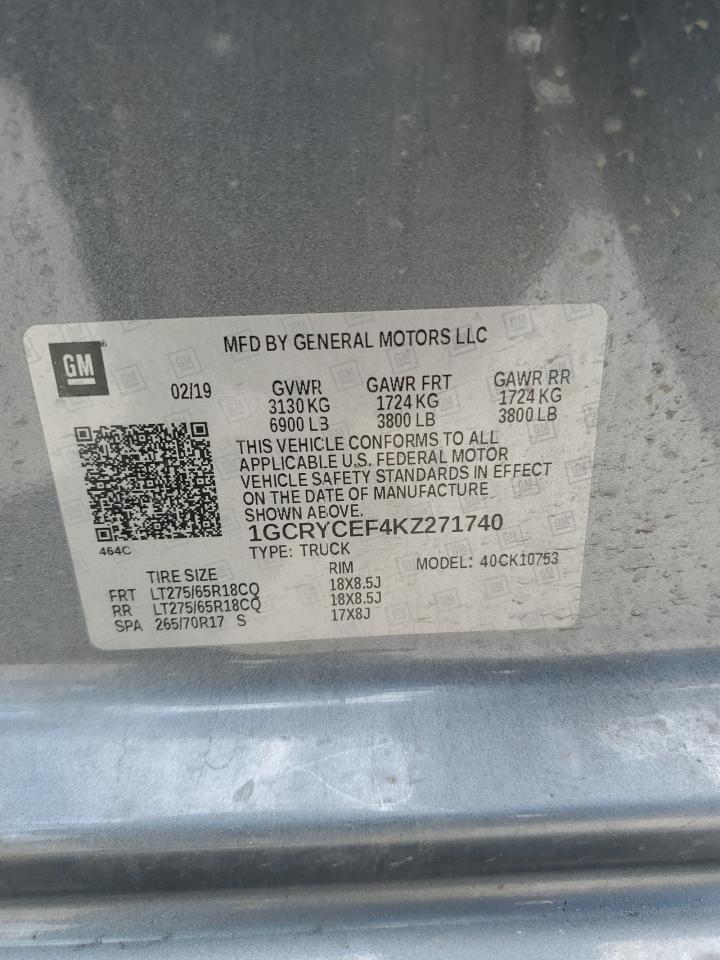 GM
MFD BY GENERAL MOTORS LLC
02/19
GVWR
3130 KG
6900 LB
GAWR FRT
1724 KG
3800 LB
GAWR RR
1724 KG
3800 LB
THIS VEHICLE CONFORMS TO ALL
APPLICABLE U.S. FEDERAL MOTOR
VEHICLE SAFETY STANDARDS IN EFFECT
ON THE DATE OF MANUFACTURE
SHOWN ABOVE.
1GCRYCEF4KZ271740
464C
TYPE: TRUCK
MODEL: 40CK10753
TIRE SIZE RIM
FRT LT275/65R18CQ 18X8.5J
RR LT275/65R18CQ 18X8.5J
SPA 265/70R17 S 17X8J